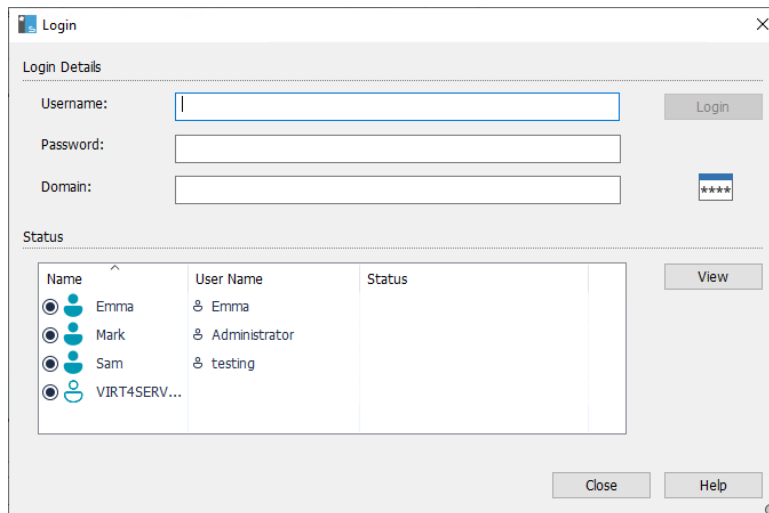 Login
Login Details
Username:
Login
Password:
Domain:
****
Status
Name User Name Status
View
Emma Emma
Mark Administrator
Sam testing
VIRT4SERV...
Close Help